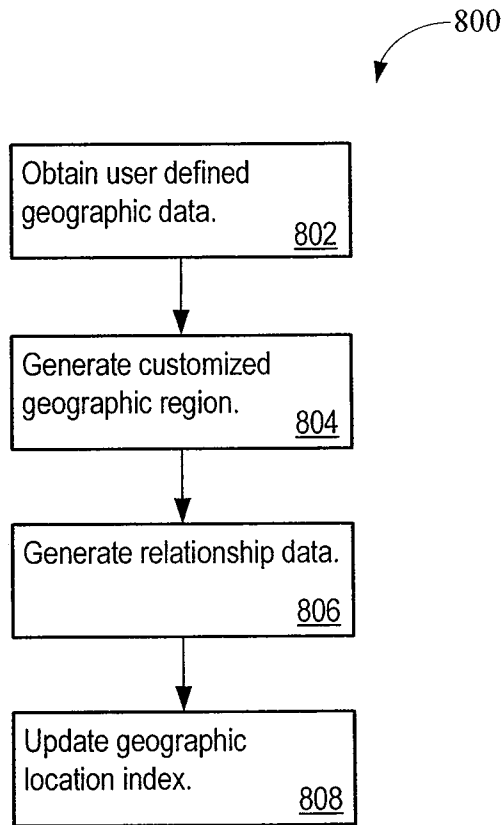 800
Obtain user defined
geographic data.
802
Generate customized
geographic region.
804
Generate relationship data.
806
Update geographic
location index.
808